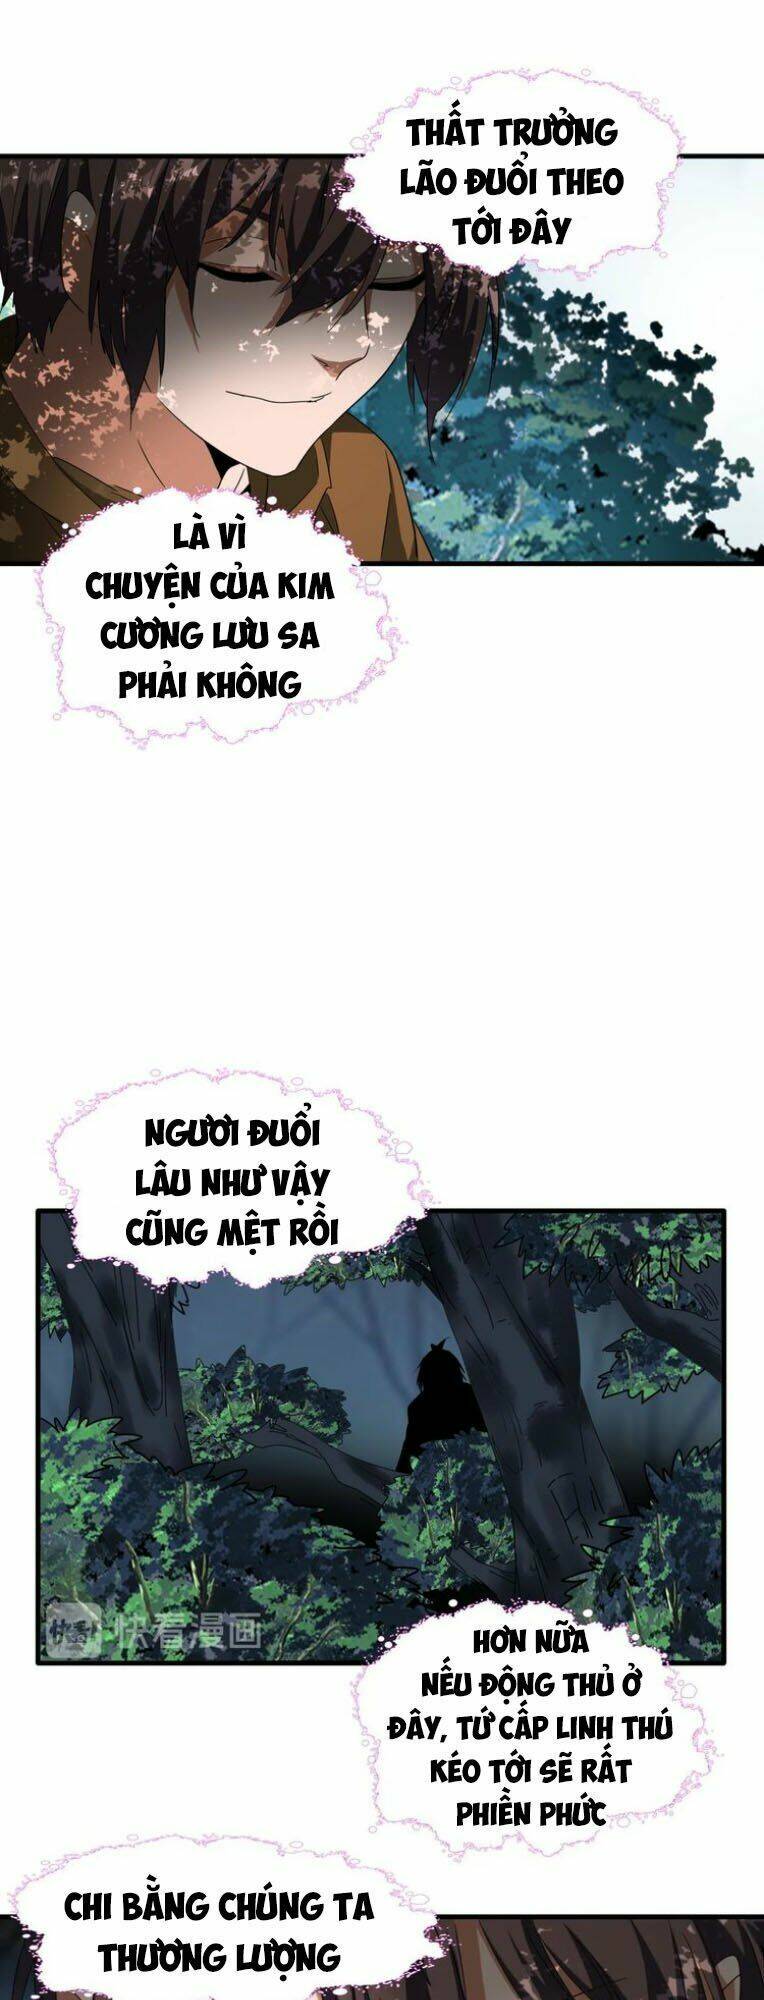 THẤT TRƯỞNG
LÃO ĐUỔI THEO
TỚI ĐÂY
LÀ VÌ
CHUYỆN CỦA KIM
CƯƠNG LƯU SA
PHẢI KHÔNG
NGƯƠI ĐUỔI
LÂU NHƯ VẬY
CŨNG MỆT RỒI
快看 快看漫画
HƠN NỮA
NẾU ĐỘNG THỦ Ở
ĐÂY, TỨ CẤP LINH THÚ
KÉO TỚI SẼ RẤT
PHIỀN PHỨC
CHI BẰNG CHÚNG TA
THƯƠNG LƯỢNG